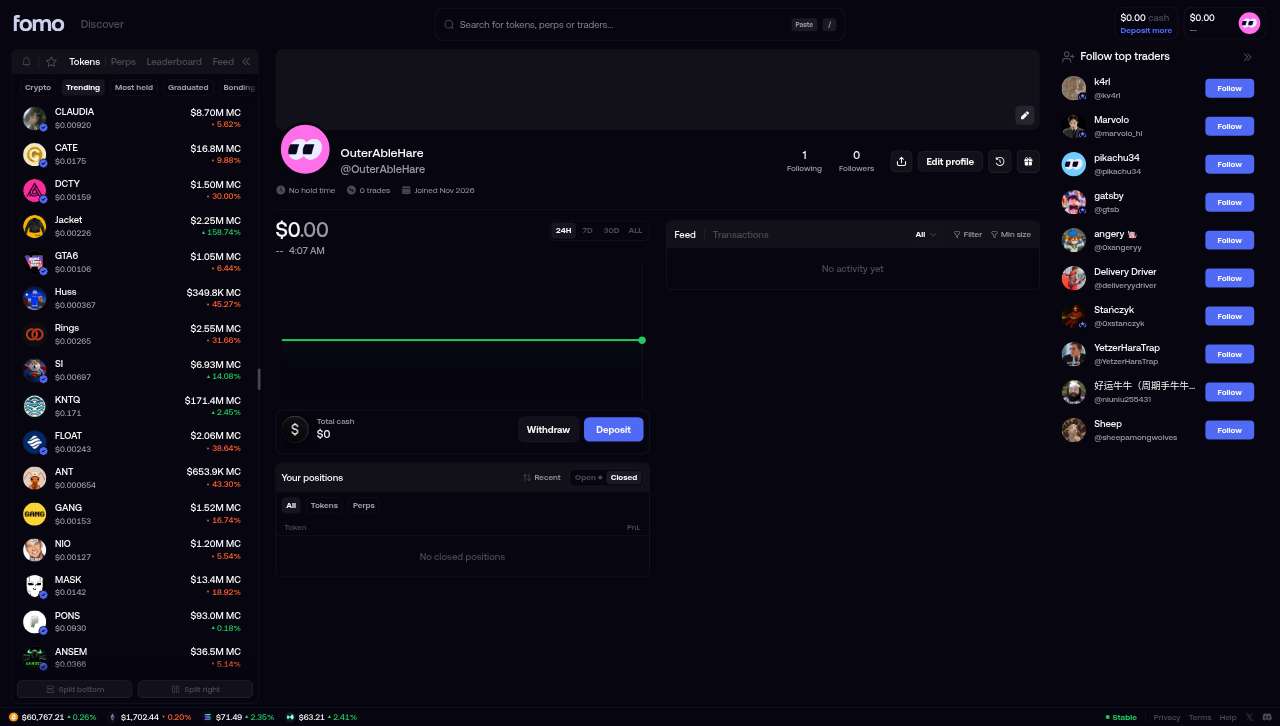 fomo
Discover
Search for tokens, perps or traders...
Paste
/
$0.00 cash
Deposit more
$0.00
—
Tokens
Perps
Leaderboard
Feed
Crypto
Trending
Most held
Graduated
Bonding
CLAUDIA
$0.00920
$8.70M MC
5.62%
CATE
$0.0175
$16.8M MC
9.88%
DCTY
$0.00159
$1.50M MC
30.00%
Jacket
$0.00226
$2.25M MC
158.74%
GTA6
$0.00106
$1.05M MC
6.44%
Huss
$0.000367
$349.8K MC
45.27%
Rings
$0.00265
$2.55M MC
31.66%
SI
$0.00697
$6.93M MC
14.08%
KNTQ
$0.171
$171.4M MC
2.45%
FLOAT
$0.00243
$2.06M MC
38.64%
ANT
$0.000654
$653.9K MC
43.30%
GANG
$0.00153
$1.52M MC
16.74%
NIO
$0.00127
$1.20M MC
5.54%
MASK
$0.0142
$13.4M MC
18.92%
PONS
$0.0930
$93.0M MC
0.18%
ANSEM
$0.0366
$36.5M MC
5.14%
Split bottom
Split right
OuterAbleHare
@OuterAbleHare
1
Following
0
Followers
Edit profile
No hold time
0 trades
Joined Nov 2026
$0.00
-- 4:07 AM
24H
7D
30D
ALL
Total cash
$0
Withdraw
Deposit
Your positions
Recent
Open
Closed
All
Tokens
Perps
Token
PnL
No closed positions
Feed
Transactions
All
Filter
Min size
No activity yet
Follow top traders
k4rl
@kv4rl
Follow
Marvolo
@marvolo_hl
Follow
pikachu34
@pikachu34
Follow
gatsby
@gtsb
Follow
angery
@0xangeryy
Follow
Delivery Driver
@deliveryydriver
Follow
Stańczyk
@0xstanczyk
Follow
YetzerHaraTrap
@YetzerHaraTrap
Follow
好运牛牛（周期手牛牛...
@niuniu255431
Follow
Sheep
@sheepamongwolves
Follow
$60,767.21 0.26%
$1,702.44 0.20%
$71.49 2.35%
$63.21 2.41%
Stable
Privacy
Terms
Help